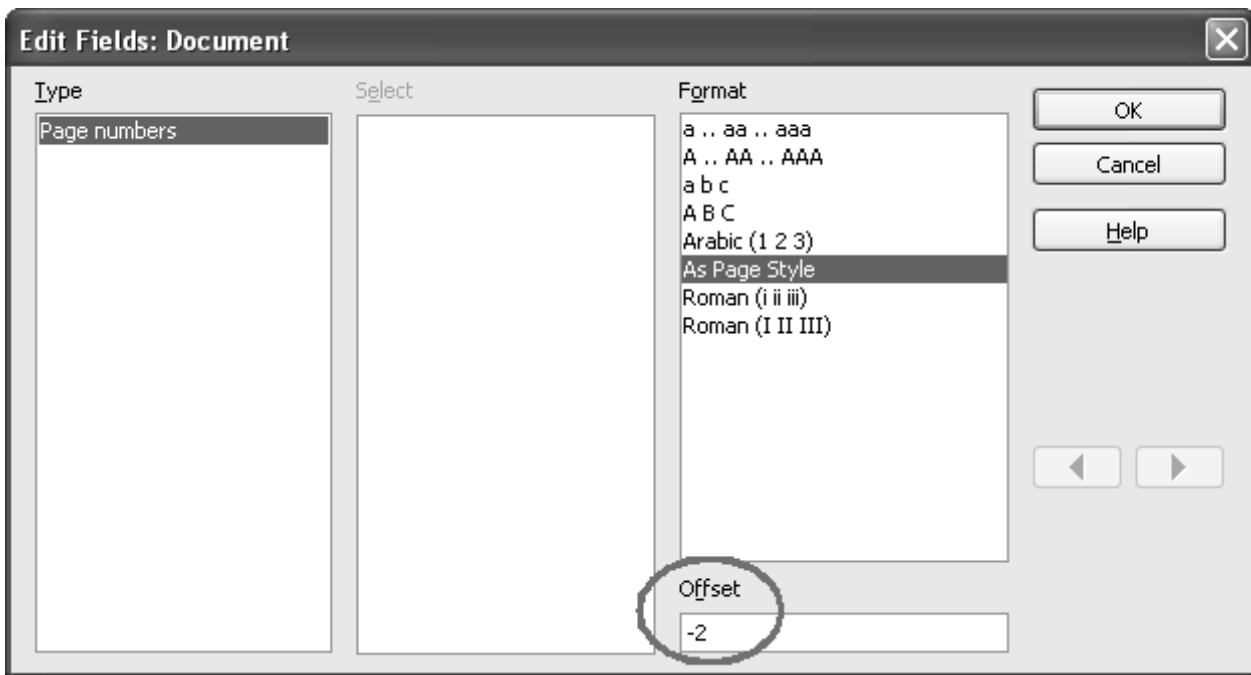 Edit Fields: Document
Type
Page numbers
Select
Format
a .. aa .. aaa
A .. AA .. AAA
a b c
A B C
Arabic (1 2 3)
As Page Style
Roman (i ii iii)
Roman (I II III)
Offset
-2
OK
Cancel
Help